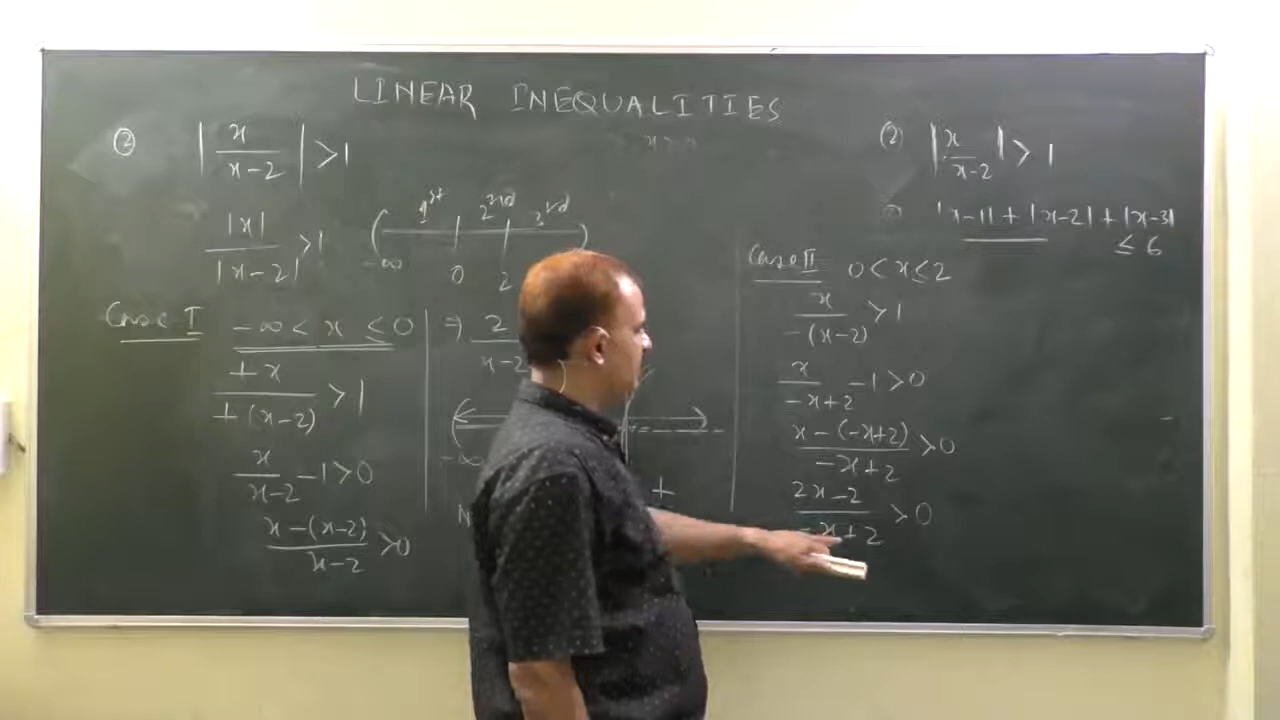 LINEAR INEQUALITIES
② |x/(x-2)| > 1
|x|/|x-2| > 1
1st 2nd 3rd
-∞ 0 2
Case I -∞ < x ≤ 0
+x/+(x-2) > 1
x/(x-2) - 1 > 0
(x-(x-2))/(x-2) > 0
⇒ 2
x-2
-∞
+
N
Case II 0 < x ≤ 2
x/-(x-2) > 1
x/(-x+2) - 1 > 0
(x-(-x+2))/(-x+2) > 0
(2x-2)/(-x+2) > 0
(2) |x/(x-2)| > 1
|x-1| + |x-2| + |x-3|
≤ 6